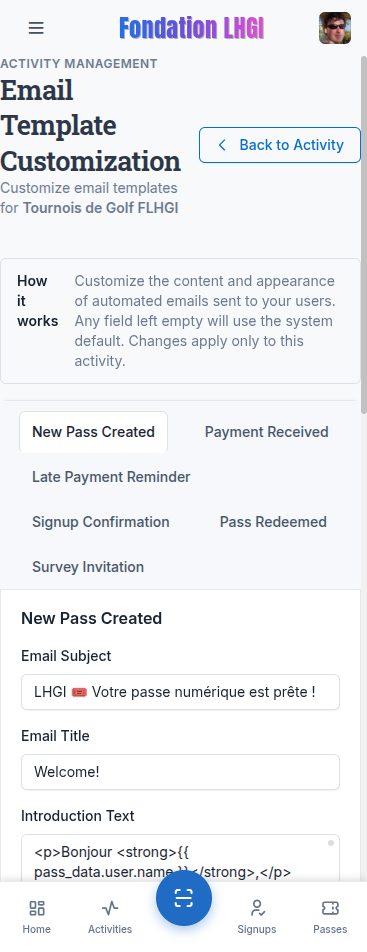 Fondation LHGI
ACTIVITY MANAGEMENT
Email
Template
Customization
Customize email templates
for Tournois de Golf FLHGI
Back to Activity
How
it
works
Customize the content and appearance
of automated emails sent to your users.
Any field left empty will use the system
default. Changes apply only to this
activity.
New Pass Created
Payment Received
Late Payment Reminder
Signup Confirmation
Pass Redeemed
Survey Invitation
New Pass Created
Email Subject
LHGI 🎟️ Votre passe numérique est prête !
Email Title
Welcome!
Introduction Text
<p>Bonjour <strong>{{
pass_data.user.name }}</strong>,</p>
Home
Activities
Signups
Passes